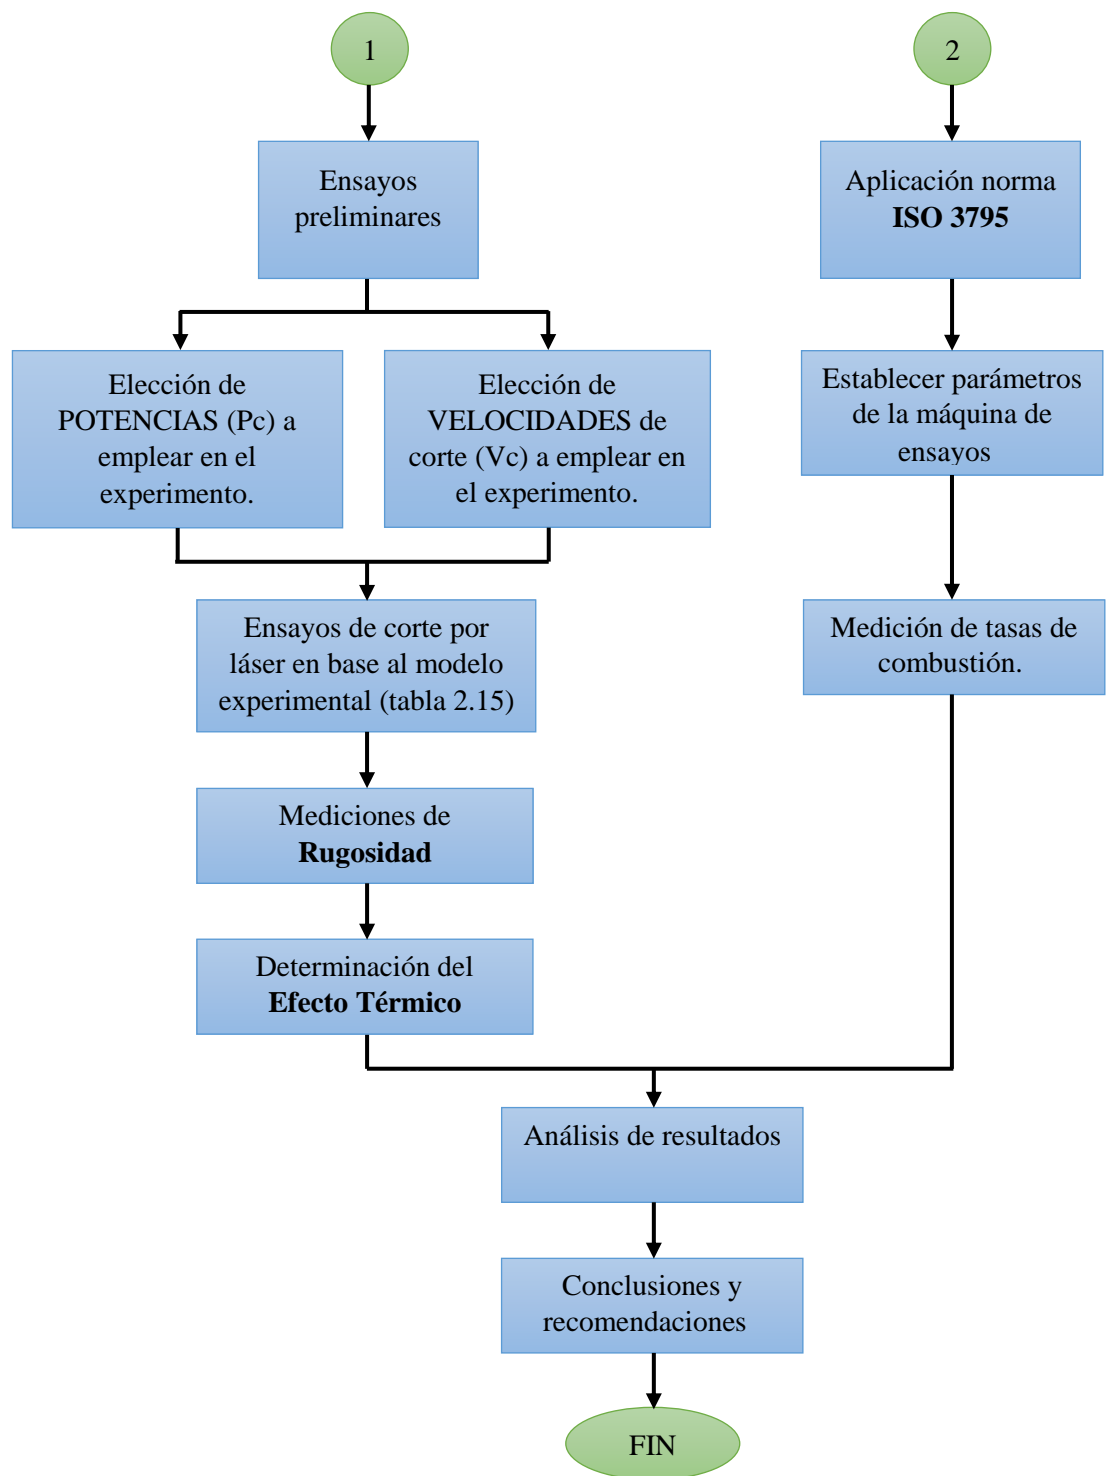 1
2
Ensayos
preliminares
Aplicación norma
ISO 3795
Elección de
POTENCIAS (Pc) a
emplear en el
experimento.
Elección de
VELOCIDADES de
corte (Vc) a emplear en
el experimento.
Establecer parámetros
de la máquina de
ensayos
Ensayos de corte por
láser en base al modelo
experimental (tabla 2.15)
Medición de tasas de
combustión.
Mediciones de
Rugosidad
Determinación del
Efecto Térmico
Análisis de resultados
Conclusiones y
recomendaciones
FIN